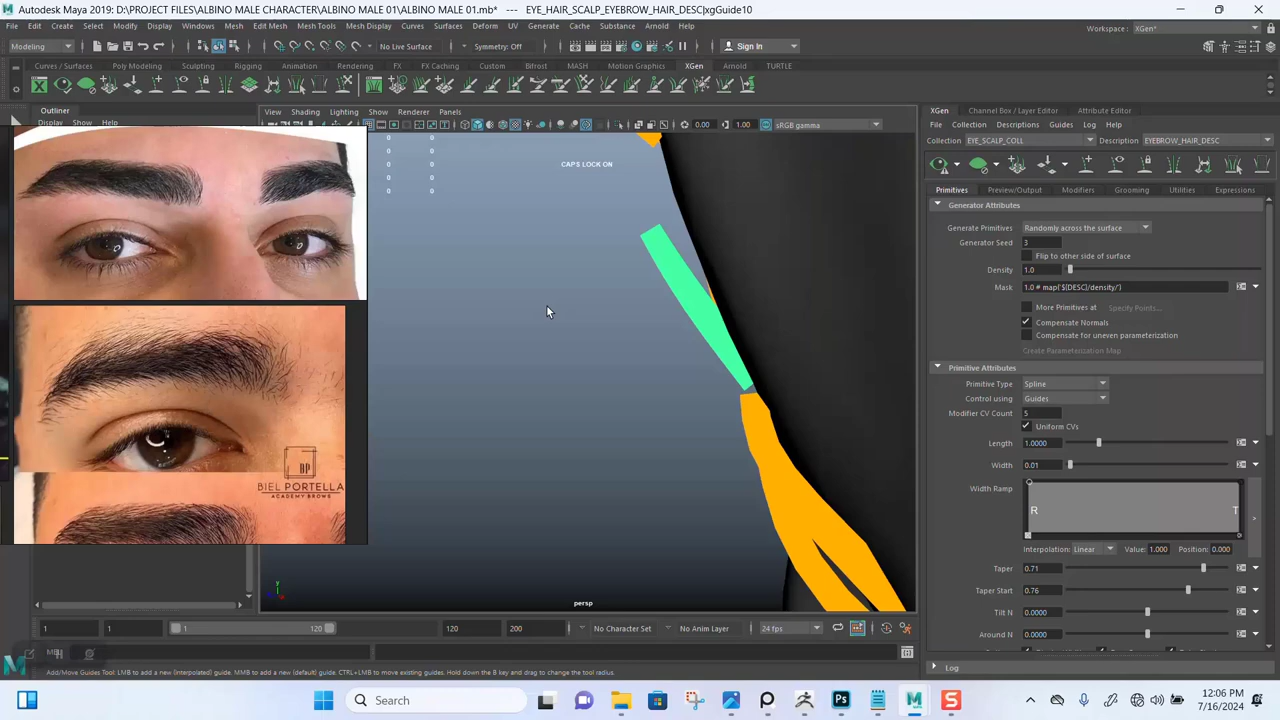 Autodesk Maya 2019: D:\PROJECT FILES\ALBINO MALE CHARACTER\ALBINO MALE 01\ALBINO MALE 01.mb*   ---   EYE_HAIR_SCALP_EYEBROW_HAIR_DESC|xgGuide10
File Edit Create Select Modify Display Windows Mesh Edit Mesh Mesh Tools Mesh Display Curves Surfaces Deform UV Generate Cache Substance Arnold Help
Workspace: XGen*
Modeling No Live Surface Symmetry: Off Sign In
Curves / Surfaces Poly Modeling Sculpting Rigging Animation Rendering FX FX Caching Custom Bifrost MASH Motion Graphics XGen Arnold TURTLE
Outliner
Display Show Help
View Shading Lighting Show Renderer Panels
0.00 1.00 sRGB gamma
0 0
0 0
0 0
0 0
0 0
CAPS LOCK ON
BP
BIEL PORTELLA
ACADEMY BROWS
persp
XGen Channel Box / Layer Editor Attribute Editor
File Collection Descriptions Guides Log Help
Collection EYE_SCALP_COLL Description EYEBROW_HAIR_DESC
Primitives Preview/Output Modifiers Grooming Utilities Expressions
Generator Attributes
Generate Primitives Randomly across the surface
Generator Seed 3
Flip to other side of surface
Density 1.0
Mask 1.0 # map('${DESC}/density/')
More Primitives at Specify Points...
Compensate Normals
Compensate for uneven parameterization
Create Parameterization Map
Primitive Attributes
Primitive Type Spline
Control using Guides
Modifier CV Count 5
Uniform CVs
Length 1.0000
Width 0.01
Width Ramp R T
Interpolation: Linear Value: 1.000 Position: 0.000
Taper 0.71
Taper Start 0.76
Tilt N 0.0000
Around N 0.0000
Log
1 1 1 120 120 200 No Character Set No Anim Layer 24 fps
Add/Move Guides Tool: LMB to add a new (interpolated) guide. MMB to add a new (default) guide. CTRL+LMB to move existing guides. Hold down the B key and drag to change the tool radius.
Search
12:06 PM
7/16/2024